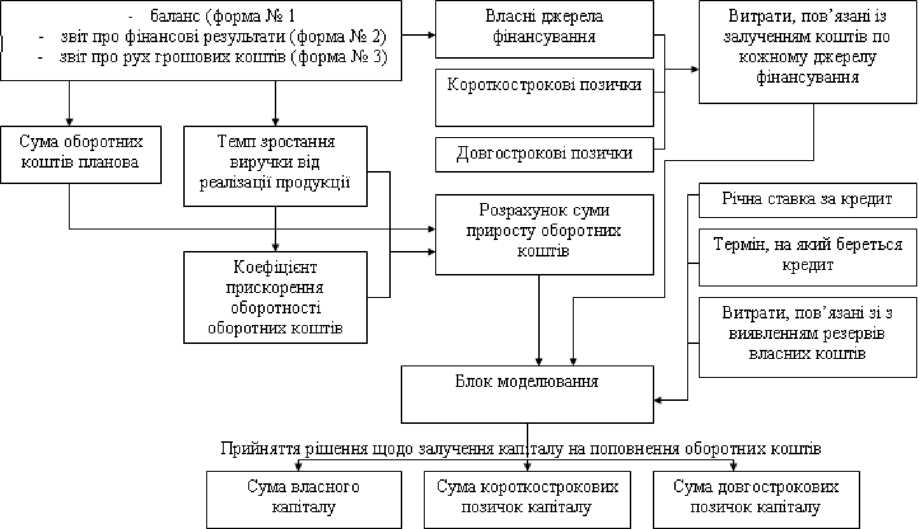 - баланс (форма № 1
- звіт про фінансові результати (форма № 2)
- звіт про рух грошових коштів (форма № 3)
Власні джерела
фінансування
Витрати, пов’язані із
залученням коштів по
кожному джерелу
фінансування
Короткострокові позички
Довгострокові позички
Сума оборотних
коштів планова
Темп зростання
виручки від
реалізації продукції
Розрахунок суми
приросту оборотних
коштів
Річна ставка за кредит
Термін, на який береться
кредит
Коефіцієнт
прискорення
оборотності
оборотних коштів
Витрати, пов’язані зі з
виявленням резервів
власних коштів
Блок моделювання
Прийняття рішення щодо залучення капіталу на поповнення оборотних коштів
Сума власного
капіталу
Сума короткострокових
позичок капіталу
Сума довгострокових
позичок капіталу